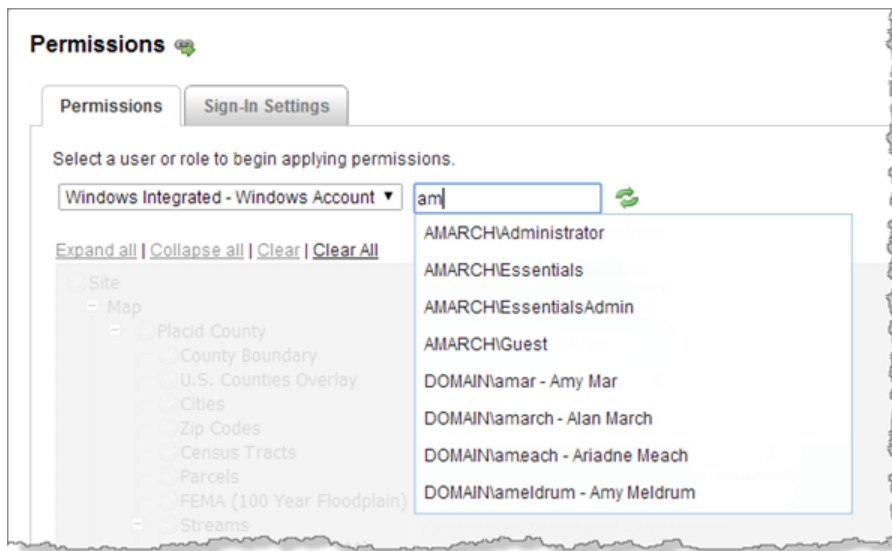 Permissions
Permissions Sign-In Settings
Select a user or role to begin applying permissions.
Windows Integrated - Windows Account am
Expand all | Collapse all | Clear | Clear All
AMARCH\Administrator
AMARCH\Essentials
AMARCH\EssentialsAdmin
AMARCH\Guest
DOMAIN\amar - Amy Mar
DOMAIN\amarch - Alan March
DOMAIN\ameach - Ariadne Meach
DOMAIN\ameldrum - Amy Meldrum
Site
Map
Placid County
County Boundary
U.S. Counties Overlay
Cities
Zip Codes
Census Tracts
Parcels
FEMA (100 Year Floodplain)
Streams